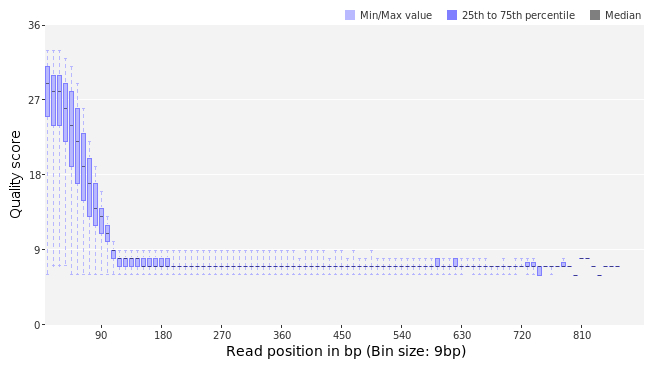 Min/Max value 25th to 75th percentile Median
36
27
18
9
0
Quality score
90 180 270 360 450 540 630 720 810
Read position in bp (Bin size: 9bp)